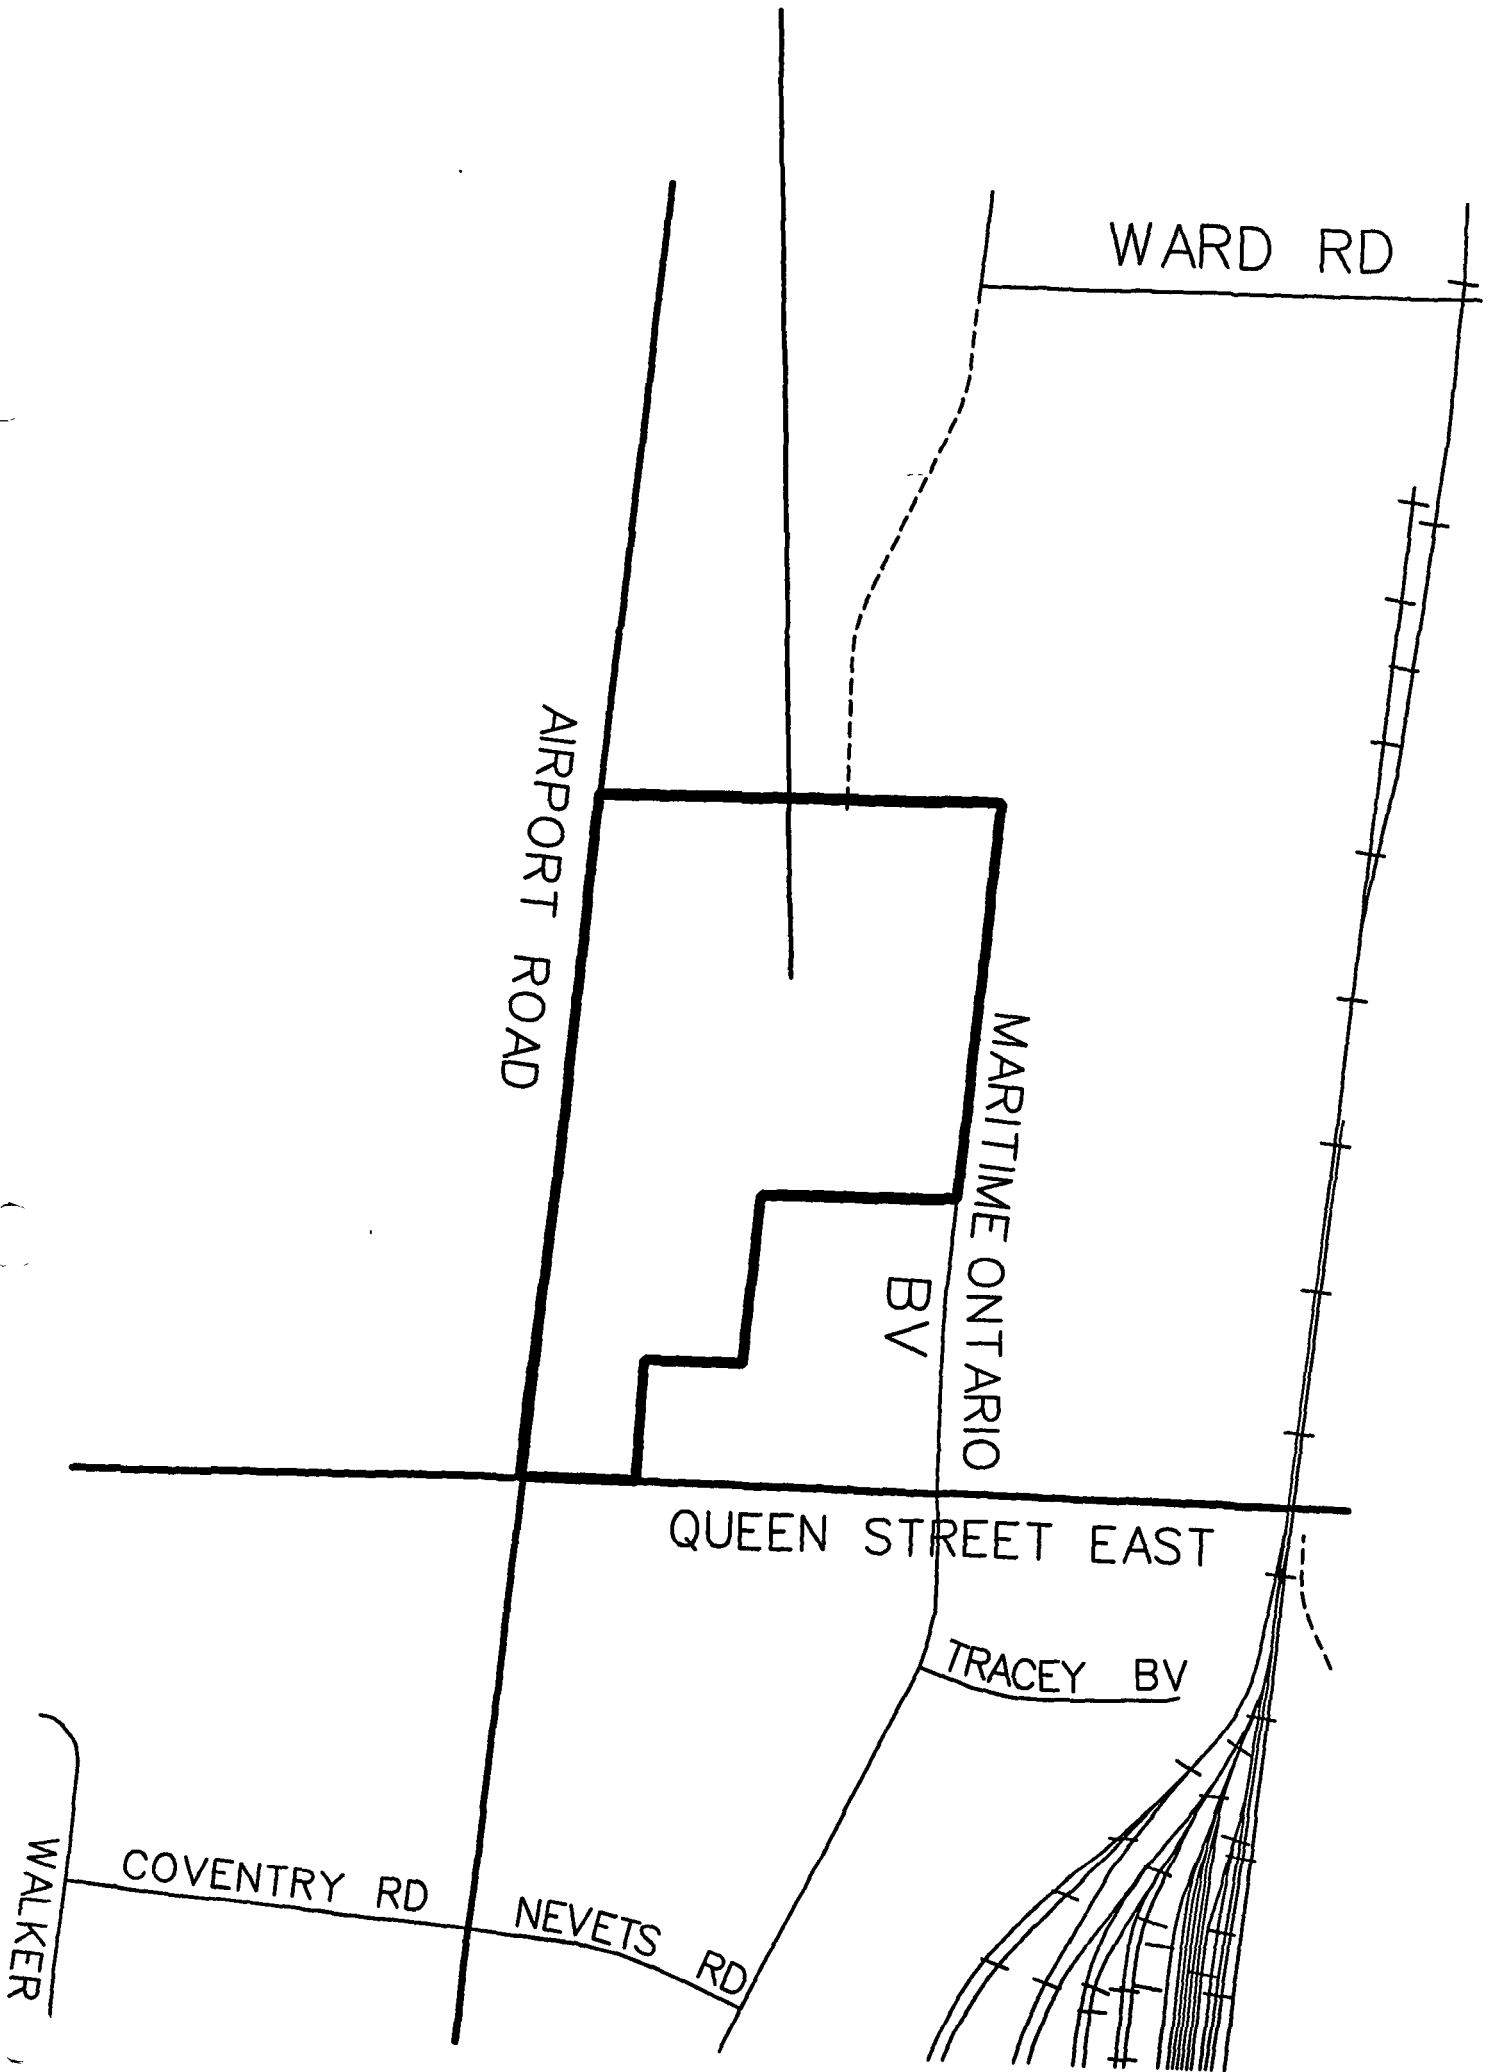 WARD RD
AIRPORT ROAD
MARITIME ONTARIO
BV
QUEEN STREET EAST
TRACEY BV
COVENTRY RD
NEVETS RD
WALKER